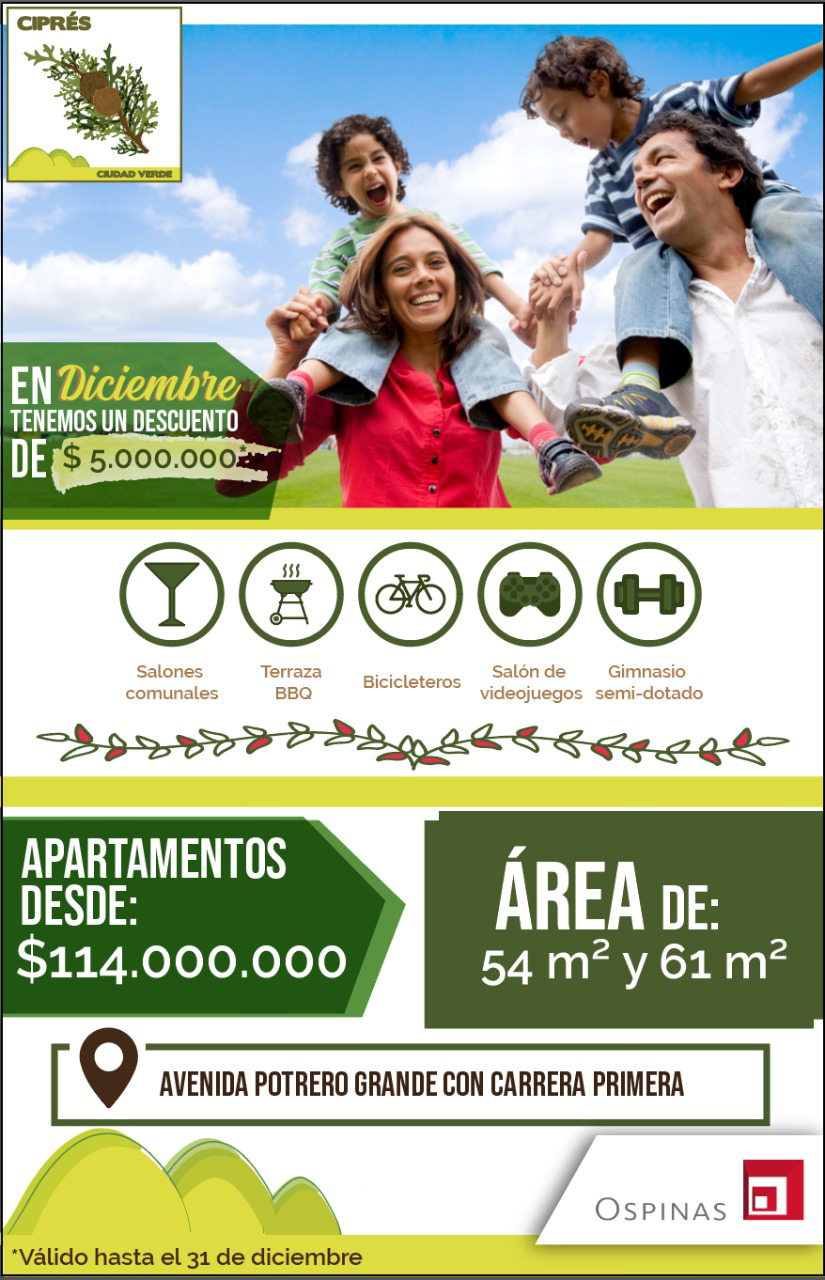 CIPRÉS
CIUDAD VERDE
EN Diciembre
TENEMOS UN DESCUENTO
DE $ 5.000.000*
Salones
comunales
Terraza
BBQ
Bicicleteros
Salón de
videojuegos
Gimnasio
semi-dotado
APARTAMENTOS
DESDE:
$114.000.000
ÁREA DE:
54 m² y 61 m²
AVENIDA POTRERO GRANDE CON CARRERA PRIMERA
OSPINAS
*Válido hasta el 31 de diciembre